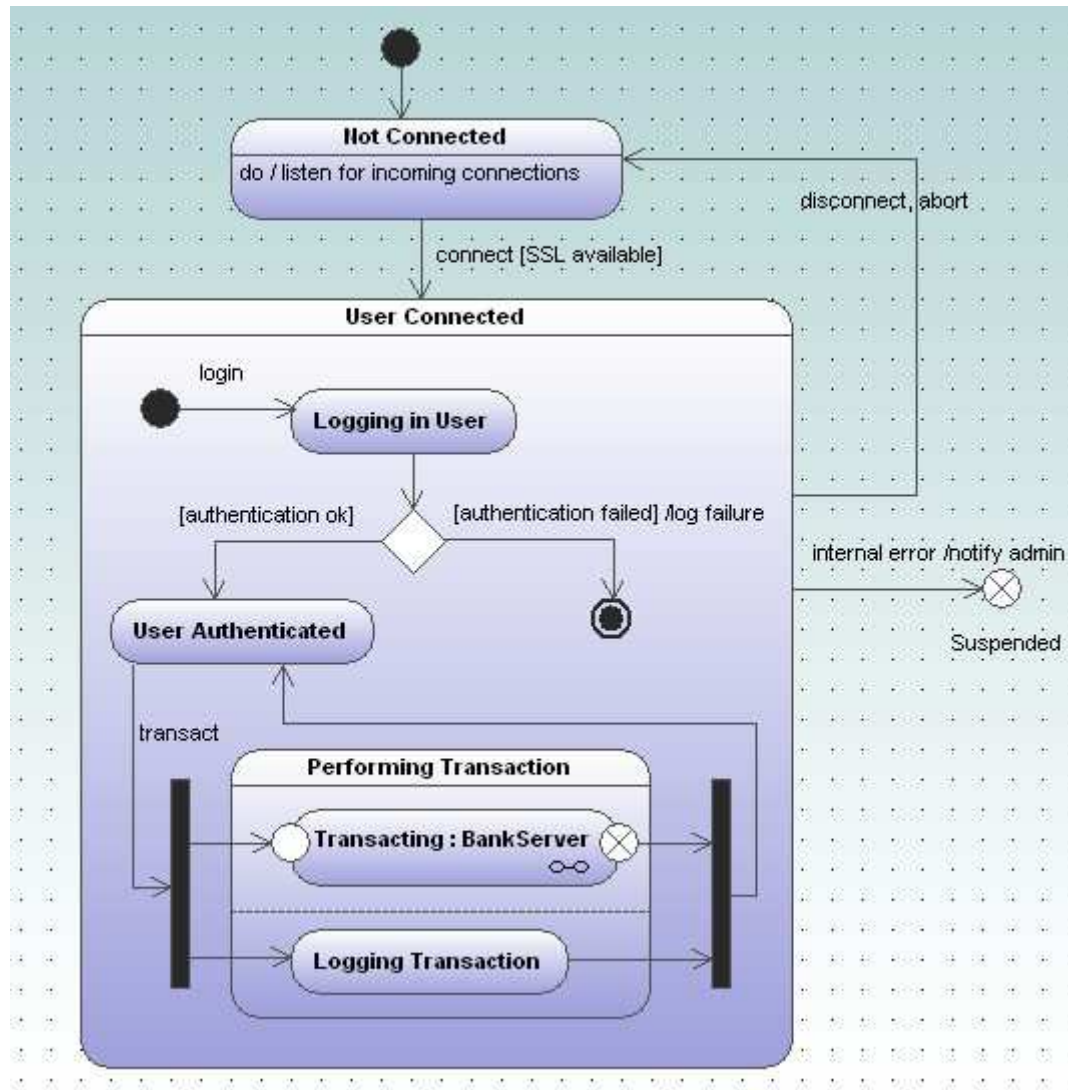 Not Connected
do / listen for incoming connections
disconnect, abort
connect [SSL available]
User Connected
login
Logging in User
[authentication ok]
[authentication failed] /log failure
internal error /notify admin
User Authenticated
Suspended
transact
Performing Transaction
Transacting : BankServer
Logging Transaction